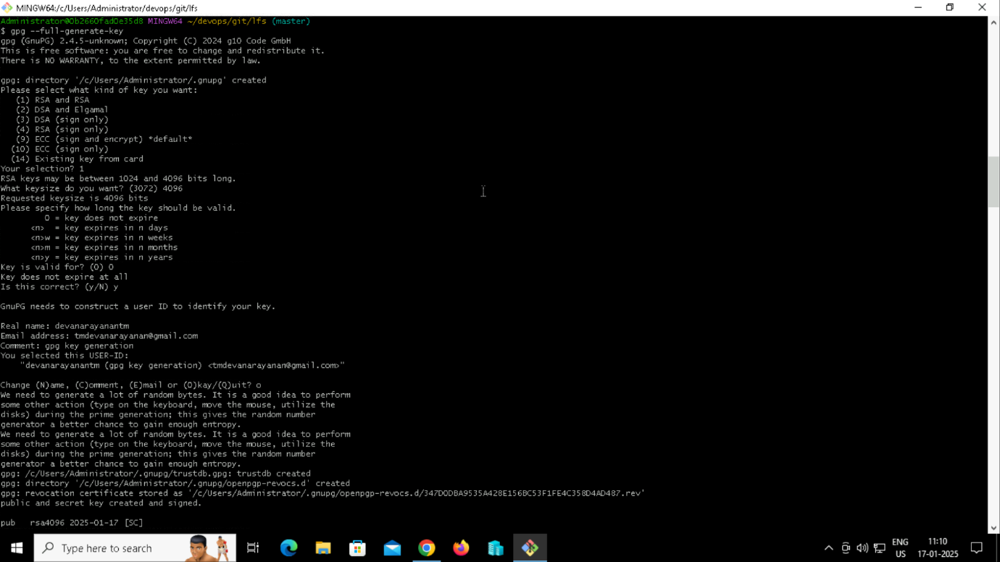 MINGW64:/c/Users/Administrator/devops/git/lfs
Administrator@0b2660fad0e35d8 MINGW64 ~/devops/git/lfs (master)
$ gpg --full-generate-key
gpg (GnuPG) 2.4.5-unknown; Copyright (C) 2024 g10 Code GmbH
This is free software: you are free to change and redistribute it.
There is NO WARRANTY, to the extent permitted by law.
gpg: directory '/c/Users/Administrator/.gnupg' created
Please select what kind of key you want:
(1) RSA and RSA
(2) DSA and Elgamal
(3) DSA (sign only)
(4) RSA (sign only)
(9) ECC (sign and encrypt) *default*
(10) ECC (sign only)
(14) Existing key from card
Your selection? 1
RSA keys may be between 1024 and 4096 bits long.
What keysize do you want? (3072) 4096
Requested keysize is 4096 bits
Please specify how long the key should be valid.
0 = key does not expire
<n>  = key expires in n days
<n>w = key expires in n weeks
<n>m = key expires in n months
<n>y = key expires in n years
Key is valid for? (0) 0
Key does not expire at all
Is this correct? (y/N) y
GnuPG needs to construct a user ID to identify your key.
Real name: devanarayanantm
Email address: tmdevanarayanan@gmail.com
Comment: gpg key generation
You selected this USER-ID:
"devanarayanantm (gpg key generation) <tmdevanarayanan@gmail.com>"
Change (N)ame, (C)omment, (E)mail or (O)kay/(Q)uit? o
We need to generate a lot of random bytes. It is a good idea to perform
some other action (type on the keyboard, move the mouse, utilize the
disks) during the prime generation; this gives the random number
generator a better chance to gain enough entropy.
We need to generate a lot of random bytes. It is a good idea to perform
some other action (type on the keyboard, move the mouse, utilize the
disks) during the prime generation; this gives the random number
generator a better chance to gain enough entropy.
gpg: /c/Users/Administrator/.gnupg/trustdb.gpg: trustdb created
gpg: directory '/c/Users/Administrator/.gnupg/openpgp-revocs.d' created
gpg: revocation certificate stored as '/c/Users/Administrator/.gnupg/openpgp-revocs.d/347D0DBA9535A428E156BC53F1FE4C358D4AD487.rev'
public and secret key created and signed.
pub   rsa4096 2025-01-17 [SC]
Type here to search
ENG
US
11:10
17-01-2025